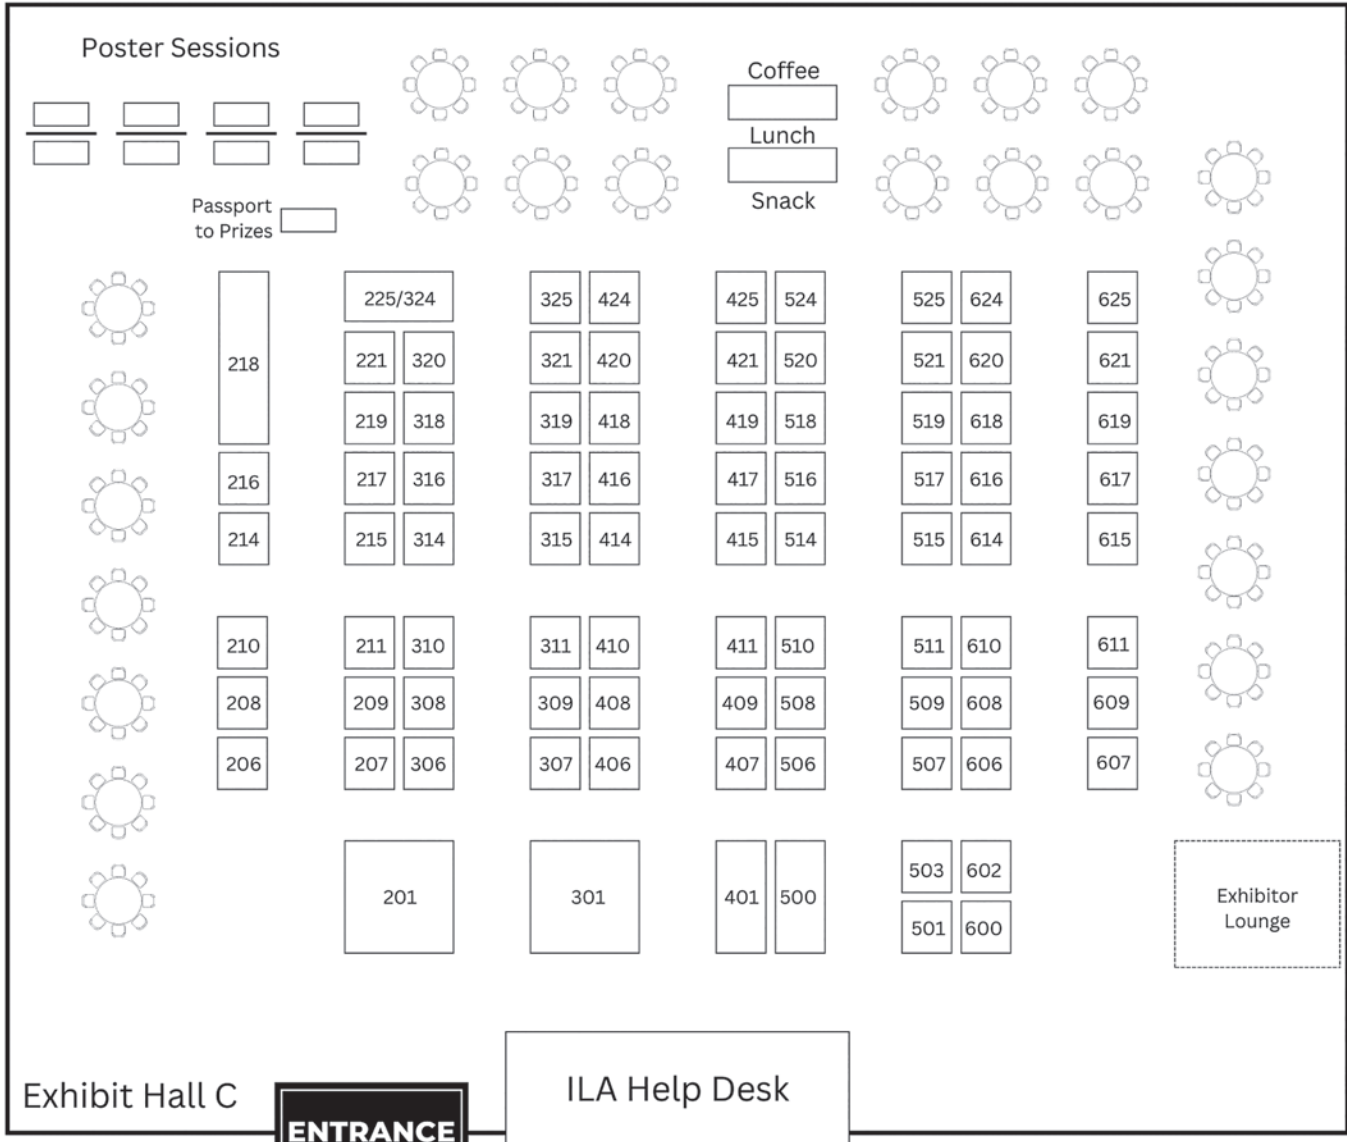 Poster Sessions
Coffee
Lunch
Snack
Passport
to Prizes
225/324 325 424 425 524 525 624 625
218 221 320 321 420 421 520 521 620 621
219 318 319 418 419 518 519 618 619
216 217 316 317 416 417 516 517 616 617
214 215 314 315 414 415 514 515 614 615
210 211 310 311 410 411 510 511 610 611
208 209 308 309 408 409 508 509 608 609
206 207 306 307 406 407 506 507 606 607
503 602
201 301 401 500
501 600
Exhibitor
Lounge
Exhibit Hall C
ENTRANCE
ILA Help Desk